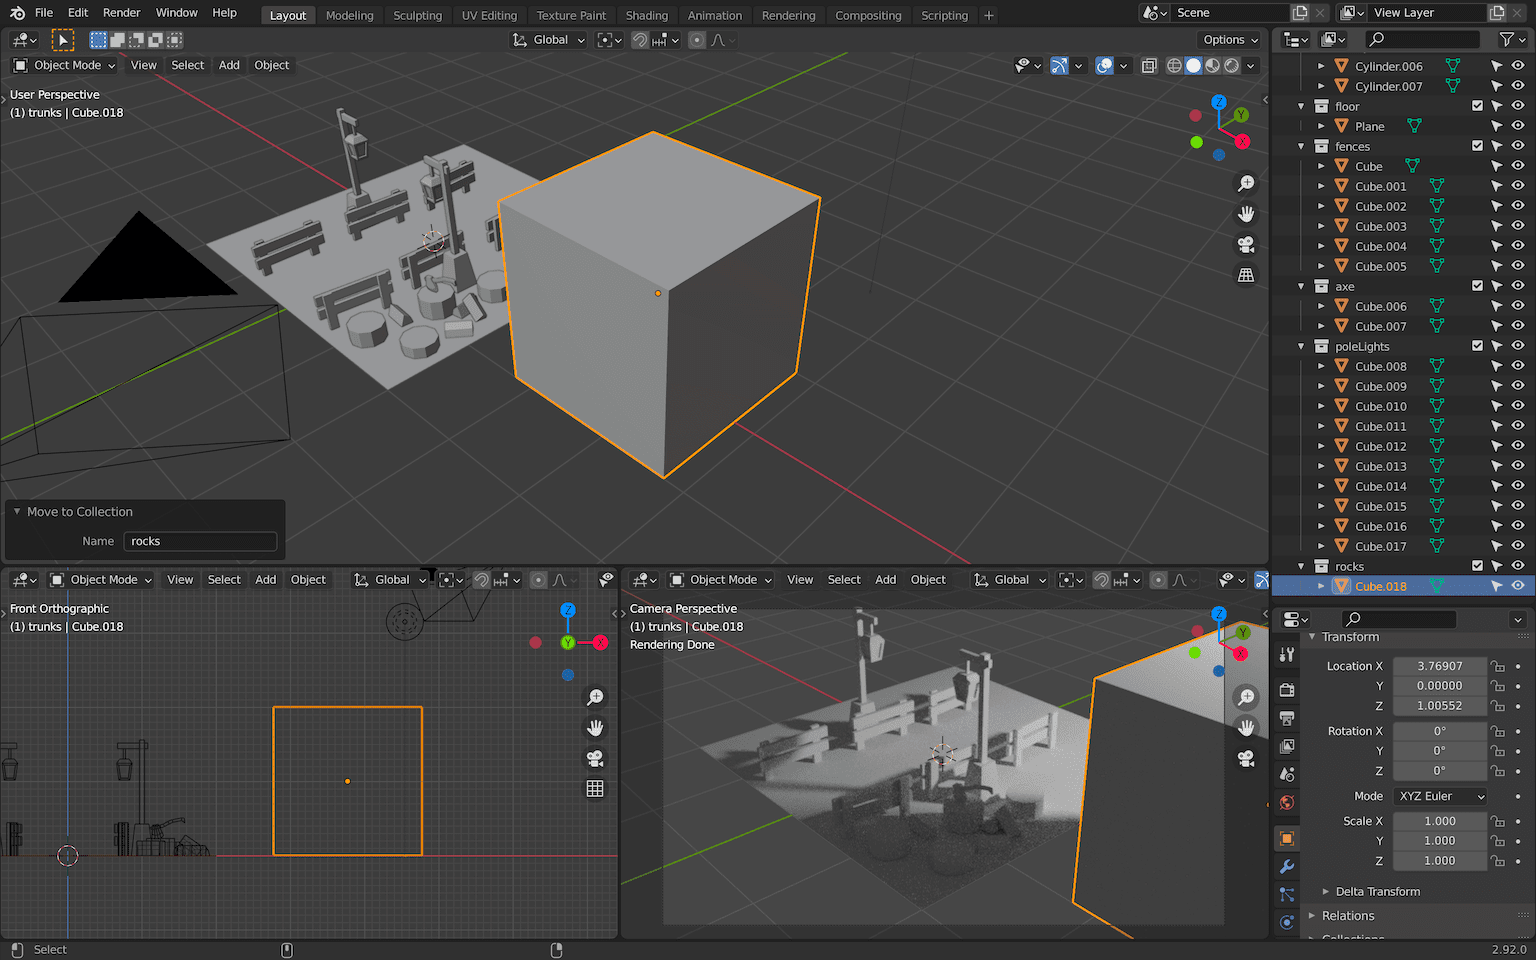 File Edit Render Window Help Layout Modeling Sculpting UV Editing Texture Paint Shading Animation Rendering Compositing Scripting + Scene View Layer
Global Options
Object Mode View Select Add Object
User Perspective
(1) trunks | Cube.018
Z
Y
X
Move to Collection
Name rocks
Object Mode View Select Add Object Global
Front Orthographic
(1) trunks | Cube.018
Z
Y X
Object Mode View Select Add Object Global
Camera Perspective
(1) trunks | Cube.018
Rendering Done
Z
Y
X
Cylinder.006
Cylinder.007
floor
Plane
fences
Cube
Cube.001
Cube.002
Cube.003
Cube.004
Cube.005
axe
Cube.006
Cube.007
poleLights
Cube.008
Cube.009
Cube.010
Cube.011
Cube.012
Cube.013
Cube.014
Cube.015
Cube.016
Cube.017
rocks
Cube.018
Transform
Location X 3.76907
Y 0.00000
Z 1.00552
Rotation X 0°
Y 0°
Z 0°
Mode XYZ Euler
Scale X 1.000
Y 1.000
Z 1.000
Delta Transform
Relations
Collections
Select 2.92.0